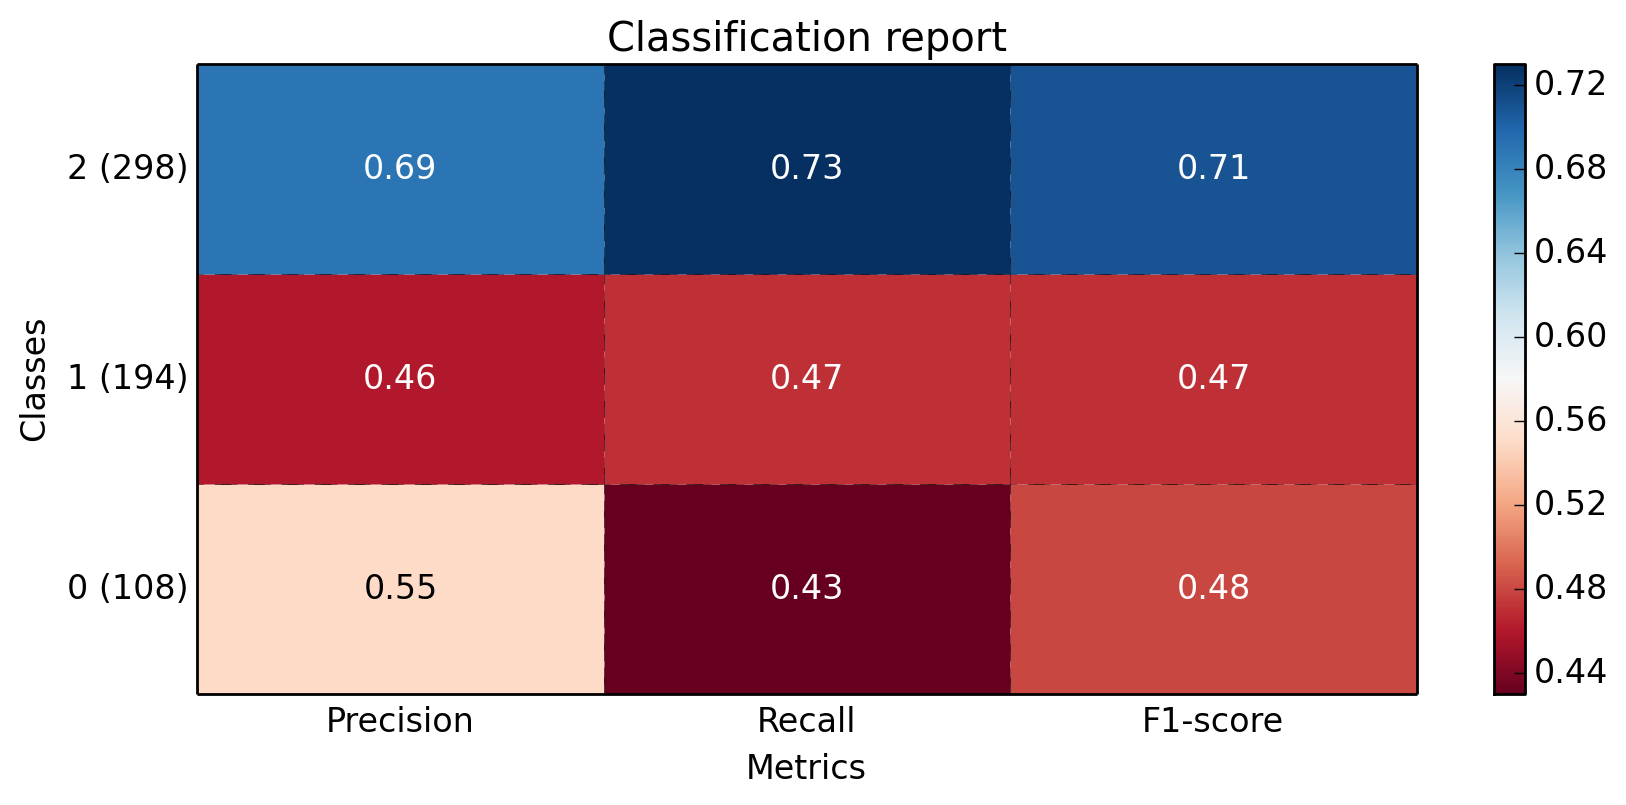 Classification report
2 (298) 0.69 0.73 0.71
1 (194) 0.46 0.47 0.47
0 (108) 0.55 0.43 0.48
Precision Recall F1-score
Metrics
Classes
0.72
0.68
0.64
0.60
0.56
0.52
0.48
0.44